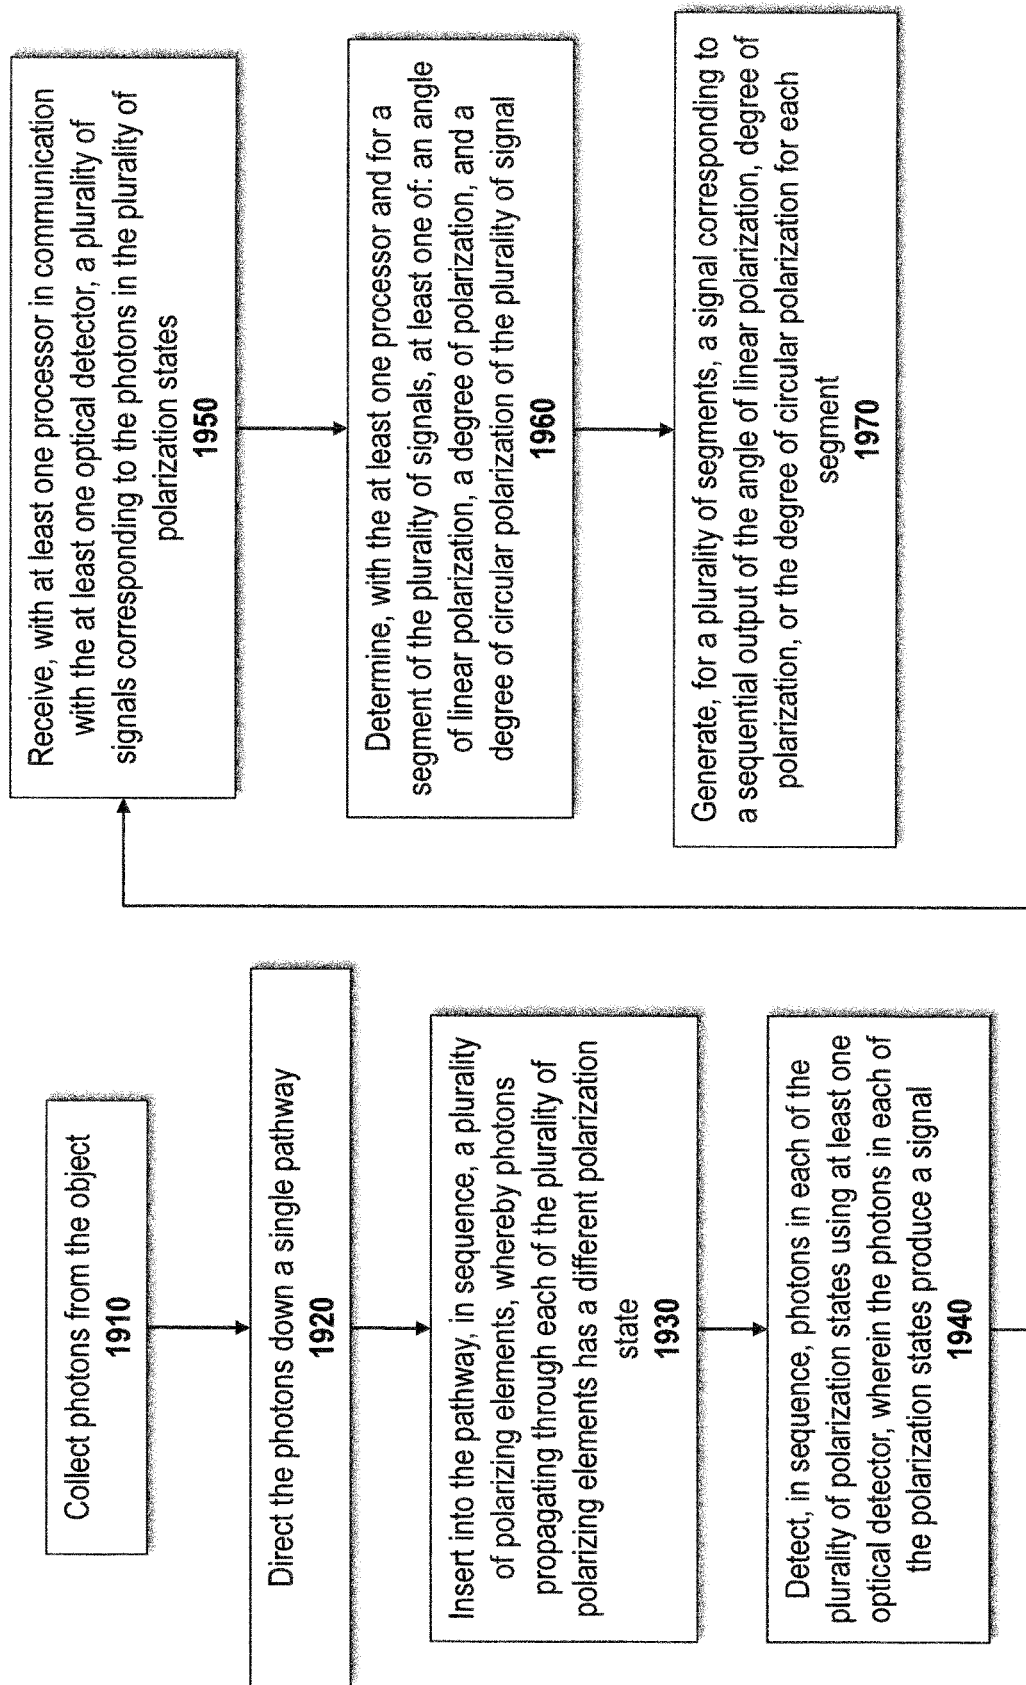 Collect photons from the object
1910
Direct the photons down a single pathway
1920
Insert into the pathway, in sequence, a plurality
of polarizing elements, whereby photons
propagating through each of the plurality of
polarizing elements has a different polarization
state
1930
Detect, in sequence, photons in each of the
plurality of polarization states using at least one
optical detector, wherein the photons in each of
the polarization states produce a signal
1940
Receive, with at least one processor in communication
with the at least one optical detector, a plurality of
signals corresponding to the photons in the plurality of
polarization states
1950
Determine, with the at least one processor and for a
segment of the plurality of signals, at least one of: an angle
of linear polarization, a degree of polarization, and a
degree of circular polarization of the plurality of signal
1960
Generate, for a plurality of segments, a signal corresponding to
a sequential output of the angle of linear polarization, degree of
polarization, or the degree of circular polarization for each
segment
1970